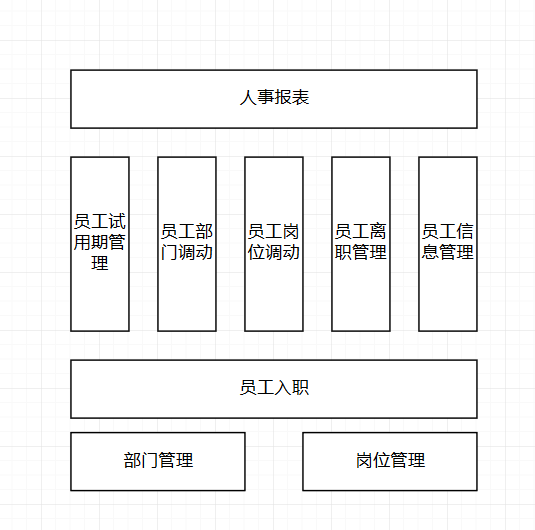 人事报表
员工试
用期管
理
员工部
门调动
员工岗
位调动
员工离
职管理
员工信
息管理
员工入职
部门管理
岗位管理